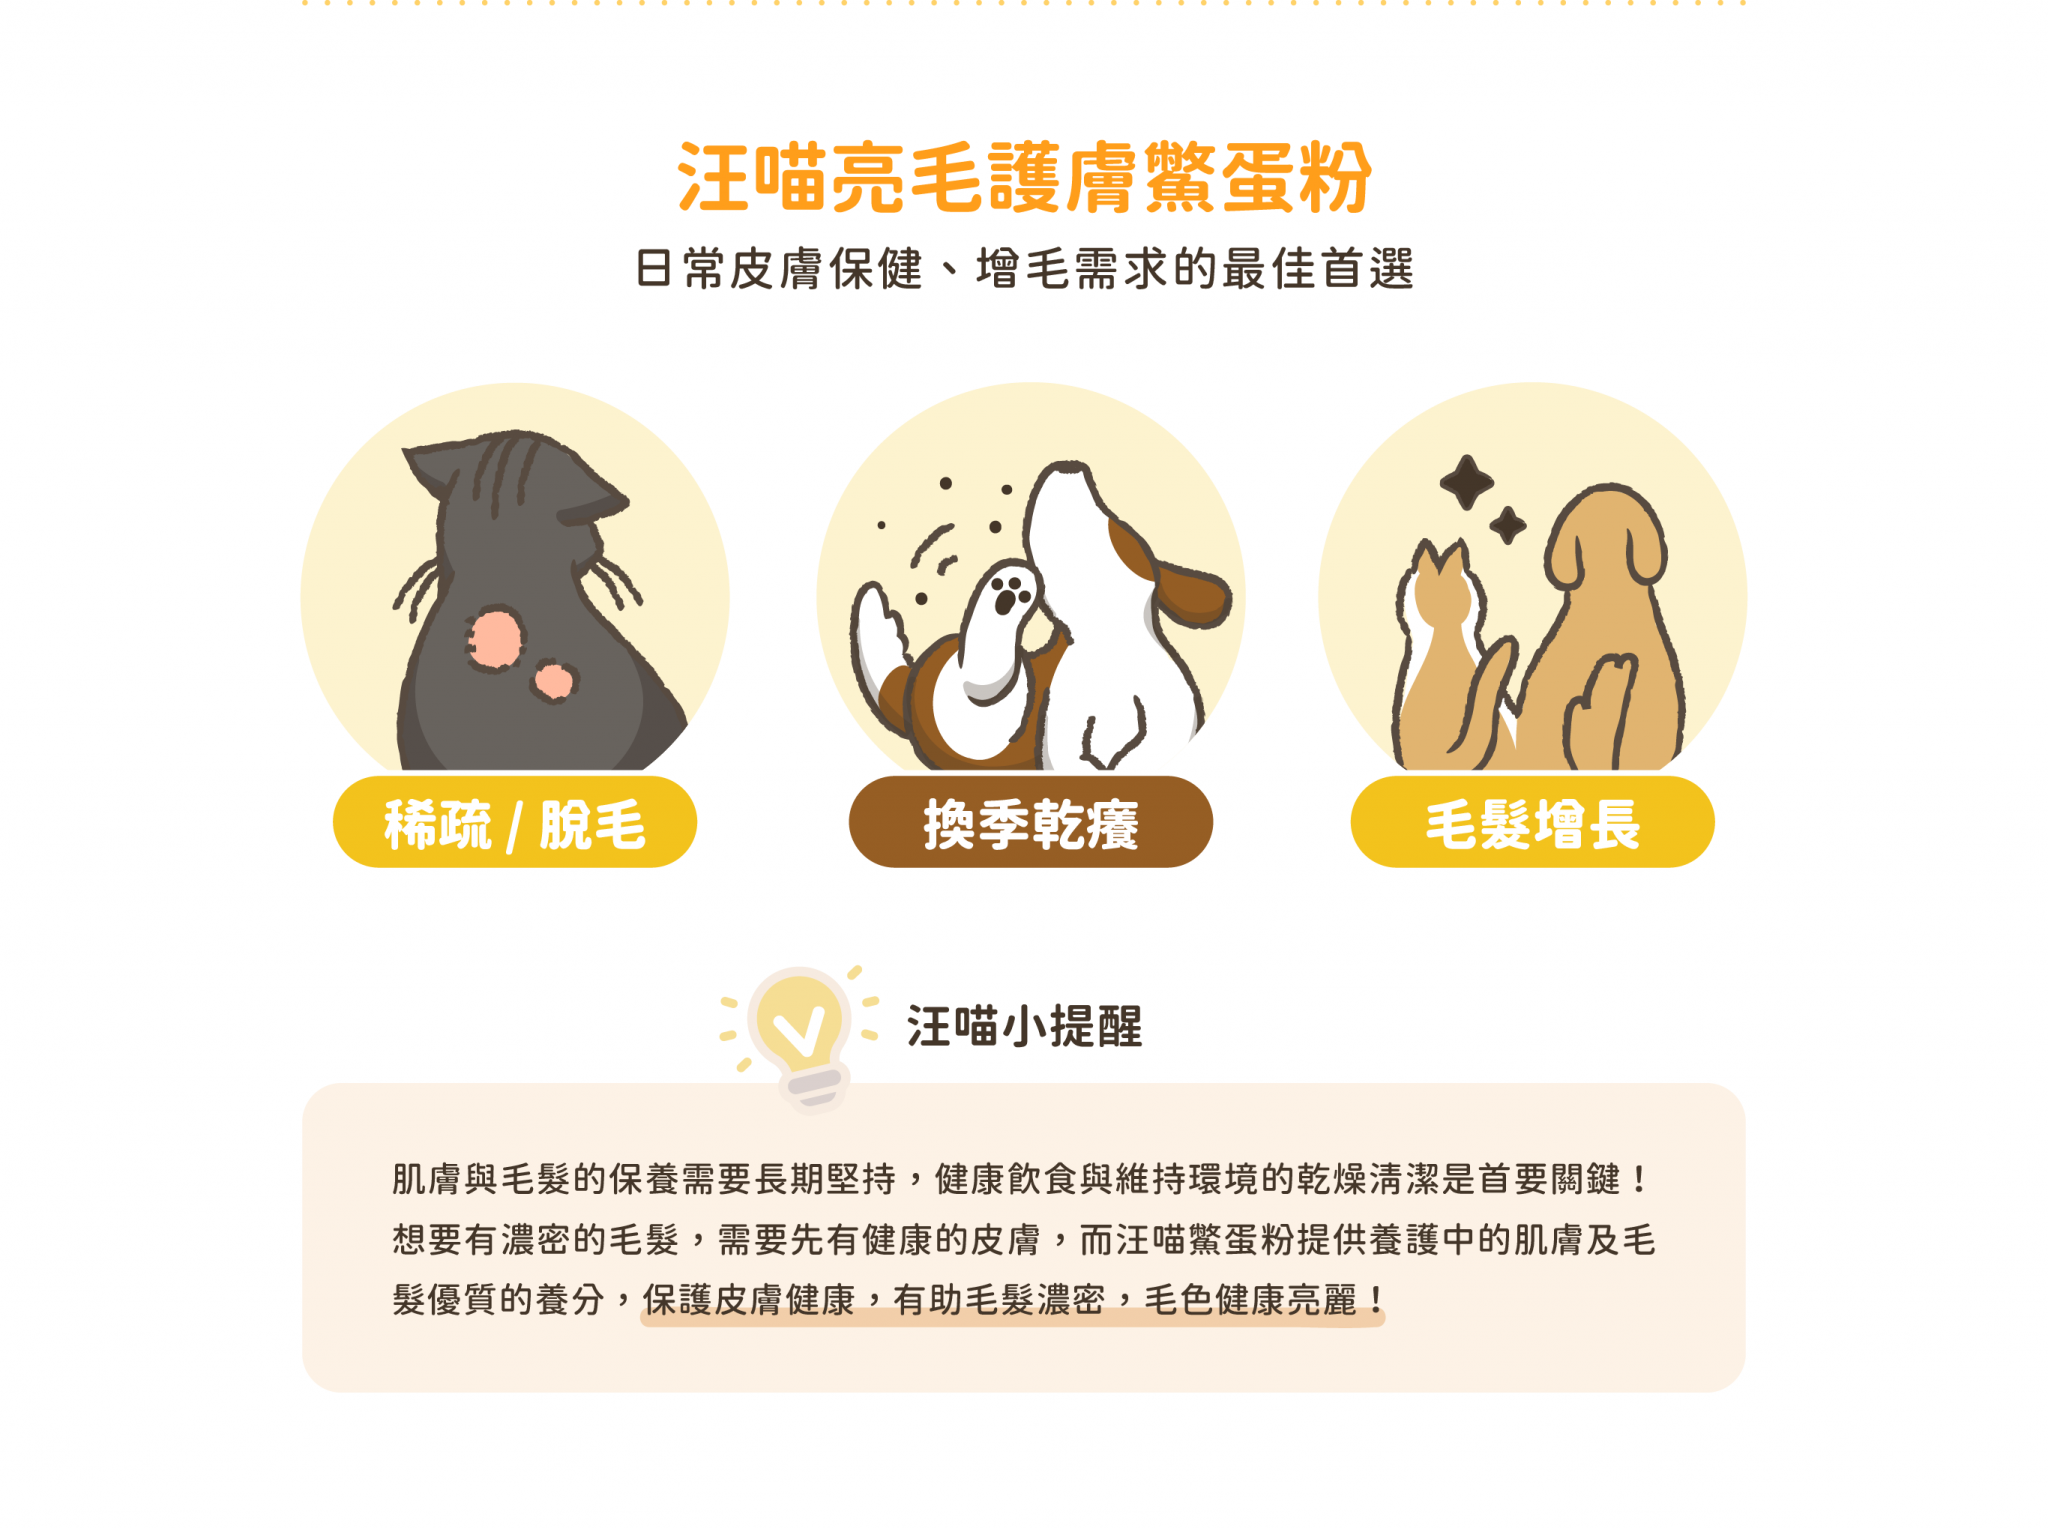 汪喵亮毛護膚鱉蛋粉
日常皮膚保健、增毛需求的最佳首選
稀疏 / 脫毛
換季乾癢
毛髮增長
汪喵小提醒
肌膚與毛髮的保養需要長期堅持，健康飲食與維持環境的乾燥清潔是首要關鍵！
想要有濃密的毛髮，需要先有健康的皮膚，而汪喵鱉蛋粉提供養護中的肌膚及毛
髮優質的養分，保護皮膚健康，有助毛髮濃密，毛色健康亮麗！